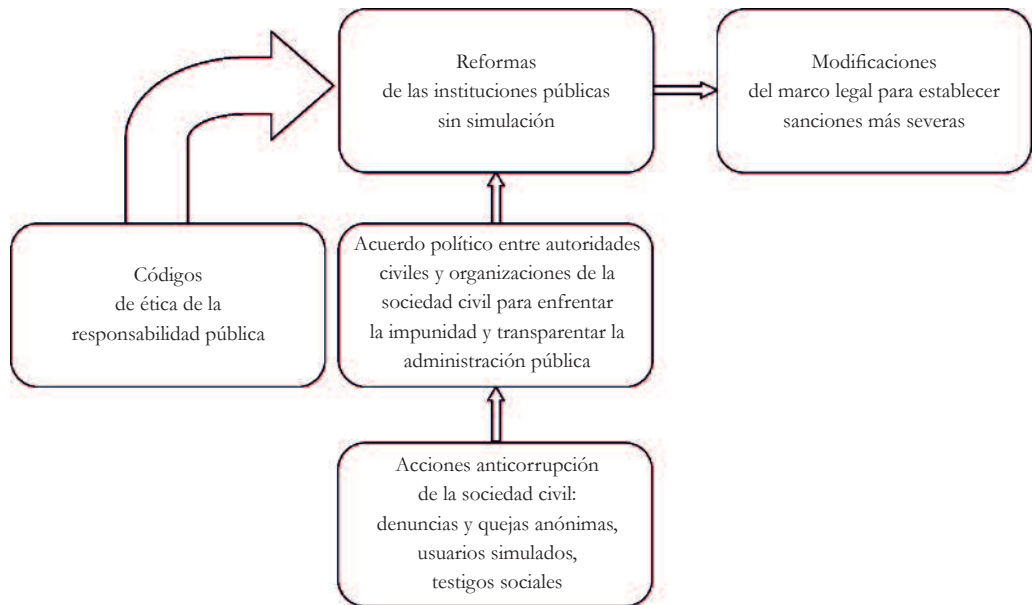 Reformas
de las instituciones públicas
sin simulación
Modificaciones
del marco legal para establecer
sanciones más severas
Códigos
de ética de la
responsabilidad pública
Acuerdo político entre autoridades
civiles y organizaciones de la
sociedad civil para enfrentar
la impunidad y transparentar la
administración pública
Acciones anticorrupción
de la sociedad civil:
denuncias y quejas anónimas,
usuarios simulados,
testigos sociales